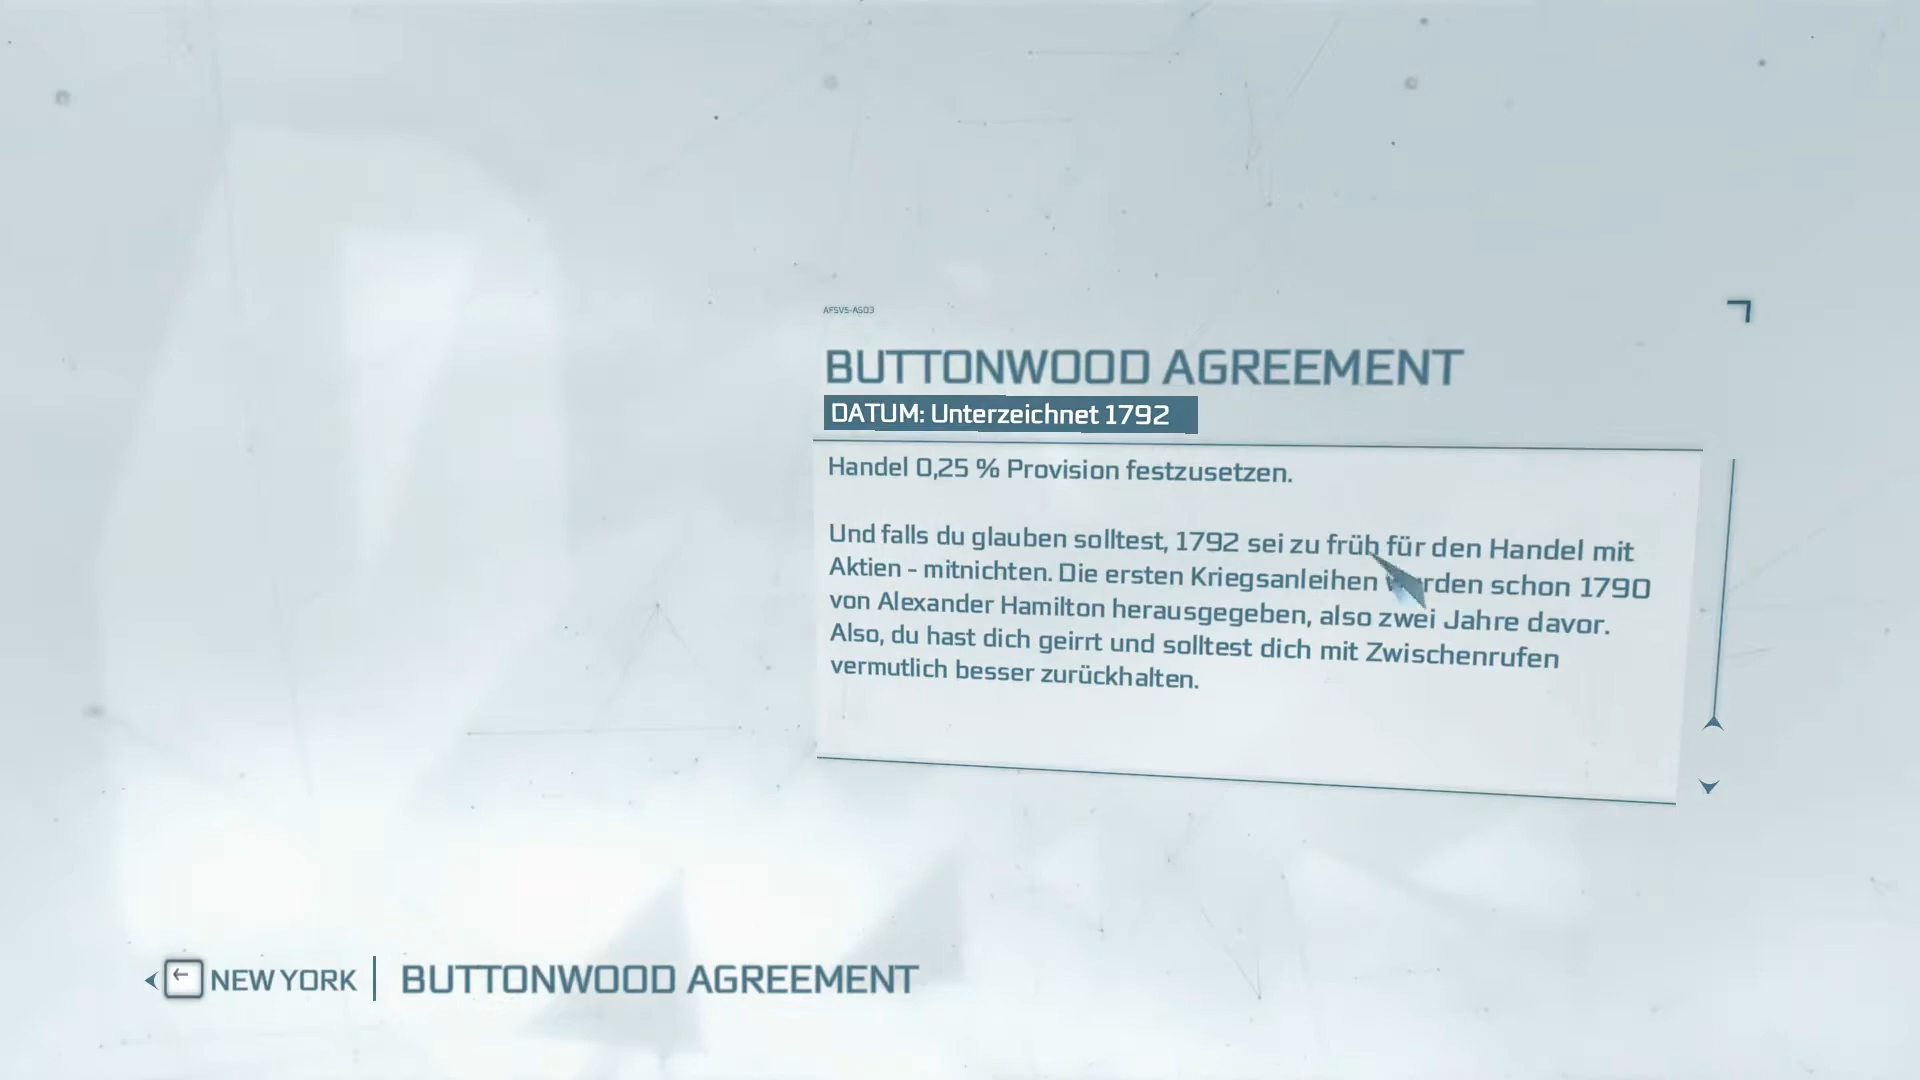 AFSV5-AS03
BUTTONWOOD AGREEMENT
DATUM: Unterzeichnet 1792
Handel 0,25 % Provision festzusetzen.
Und falls du glauben solltest, 1792 sei zu früh für den Handel mit
Aktien - mitnichten. Die ersten Kriegsanleihen wurden schon 1790
von Alexander Hamilton herausgegeben, also zwei Jahre davor.
Also, du hast dich geirrt und solltest dich mit Zwischenrufen
vermutlich besser zurückhalten.
NEW YORK | BUTTONWOOD AGREEMENT